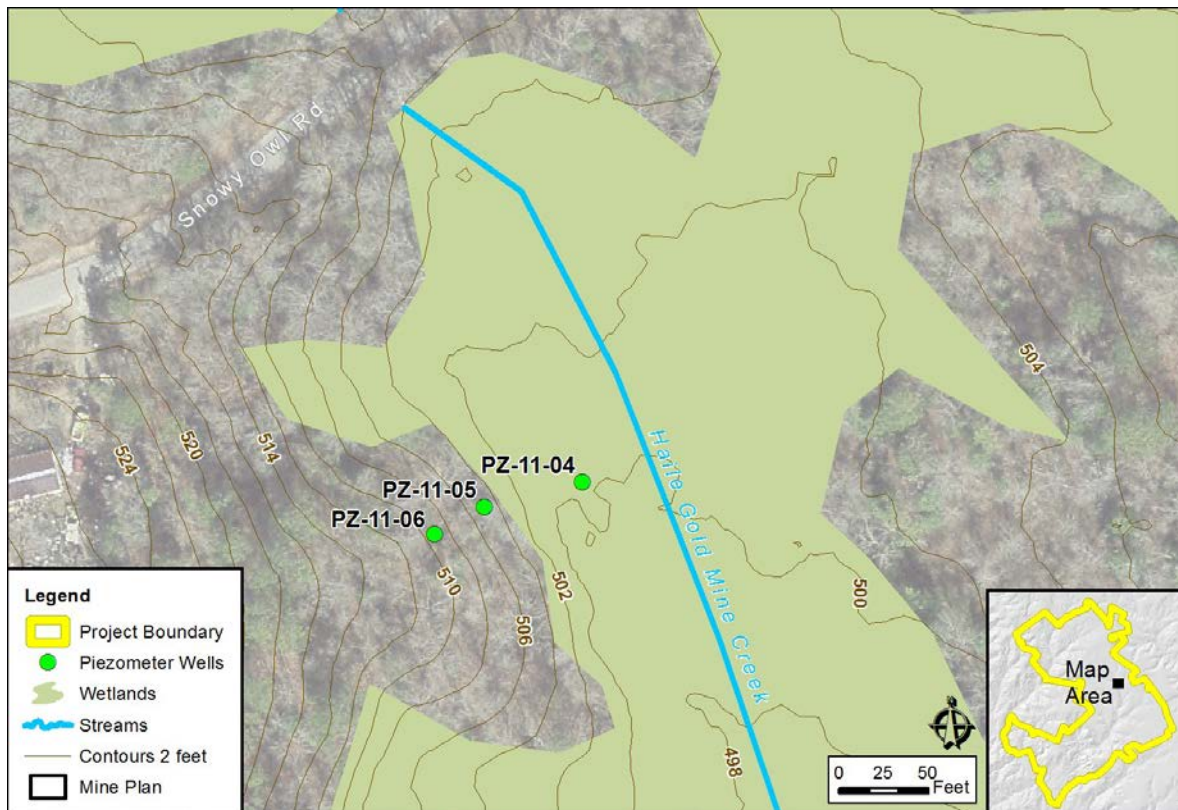 Snowy Owl Rd
504
524
520
514
PZ-11-04
PZ-11-05
PZ-11-06
510
506
502
500
498
Haile Gold Mine Creek
Legend
Project Boundary
Piezometer Wells
Wetlands
Streams
Contours 2 feet
Mine Plan
0 25 50
Feet
Map
Area